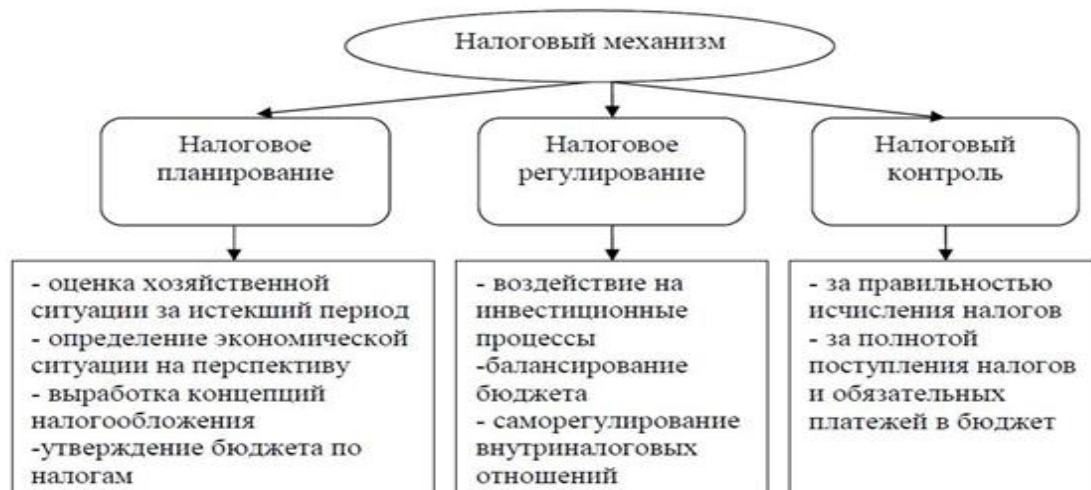 Налоговый механизм
Налоговое
планирование
Налоговое
регулирование
Налоговый
контроль
- оценка хозяйственной
ситуации за истекший период
- определение экономической
ситуации на перспективу
- выработка концепций
налогообложения
-утверждение бюджета по
налогам
- воздействие на
инвестиционные
процессы
-балансирование
бюджета
- саморегулирование
внутриналоговых
отношений
- за правильностью
исчисления налогов
- за полнотой
поступления налогов
и обязательных
платежей в бюджет